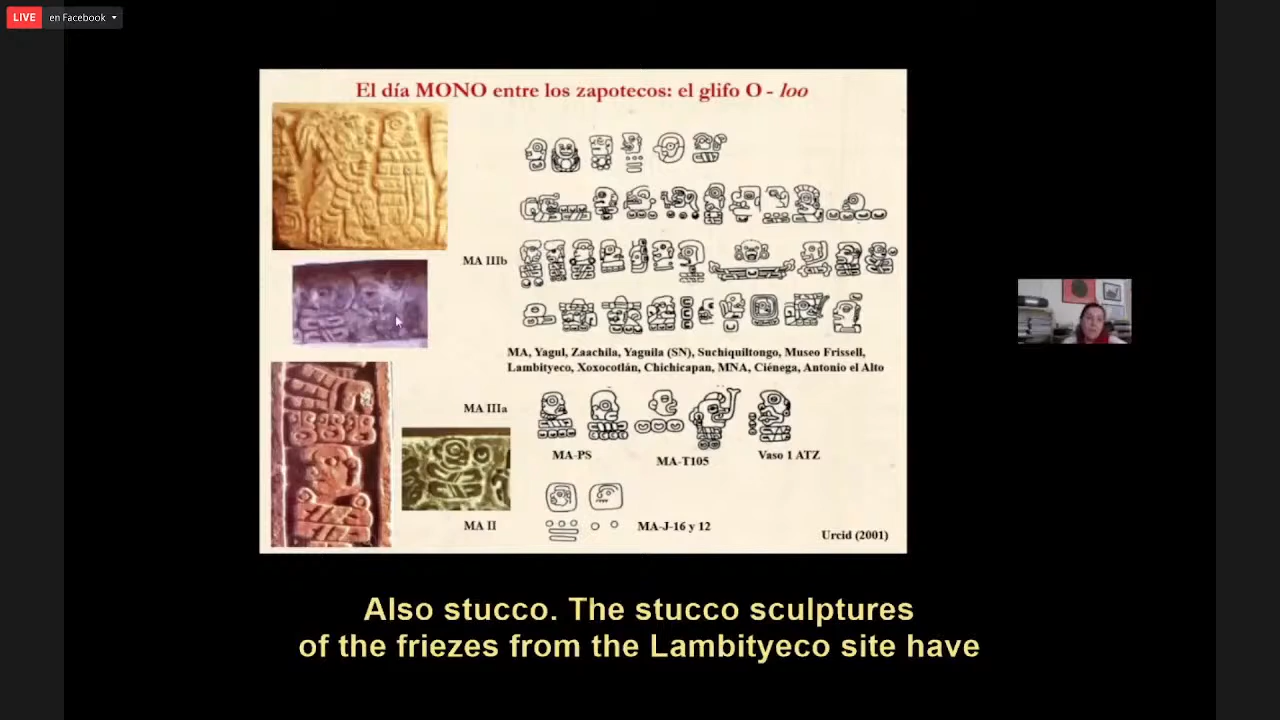 LIVE en Facebook
El día MONO entre los zapotecos: el glifo O - loo
MA IIIb
MA, Yagul, Zaachila, Yaguila (SN), Suchiquiltongo, Museo Frissell,
Lambityeco, Xoxocotlán, Chichicapan, MNA, Ciénega, Antonio el Alto
MA IIIa
MA-PS
MA-T105
Vaso 1 ATZ
MA II
MA-J-16 y 12
Urcid (2001)
Also stucco. The stucco sculptures
of the friezes from the Lambityeco site have